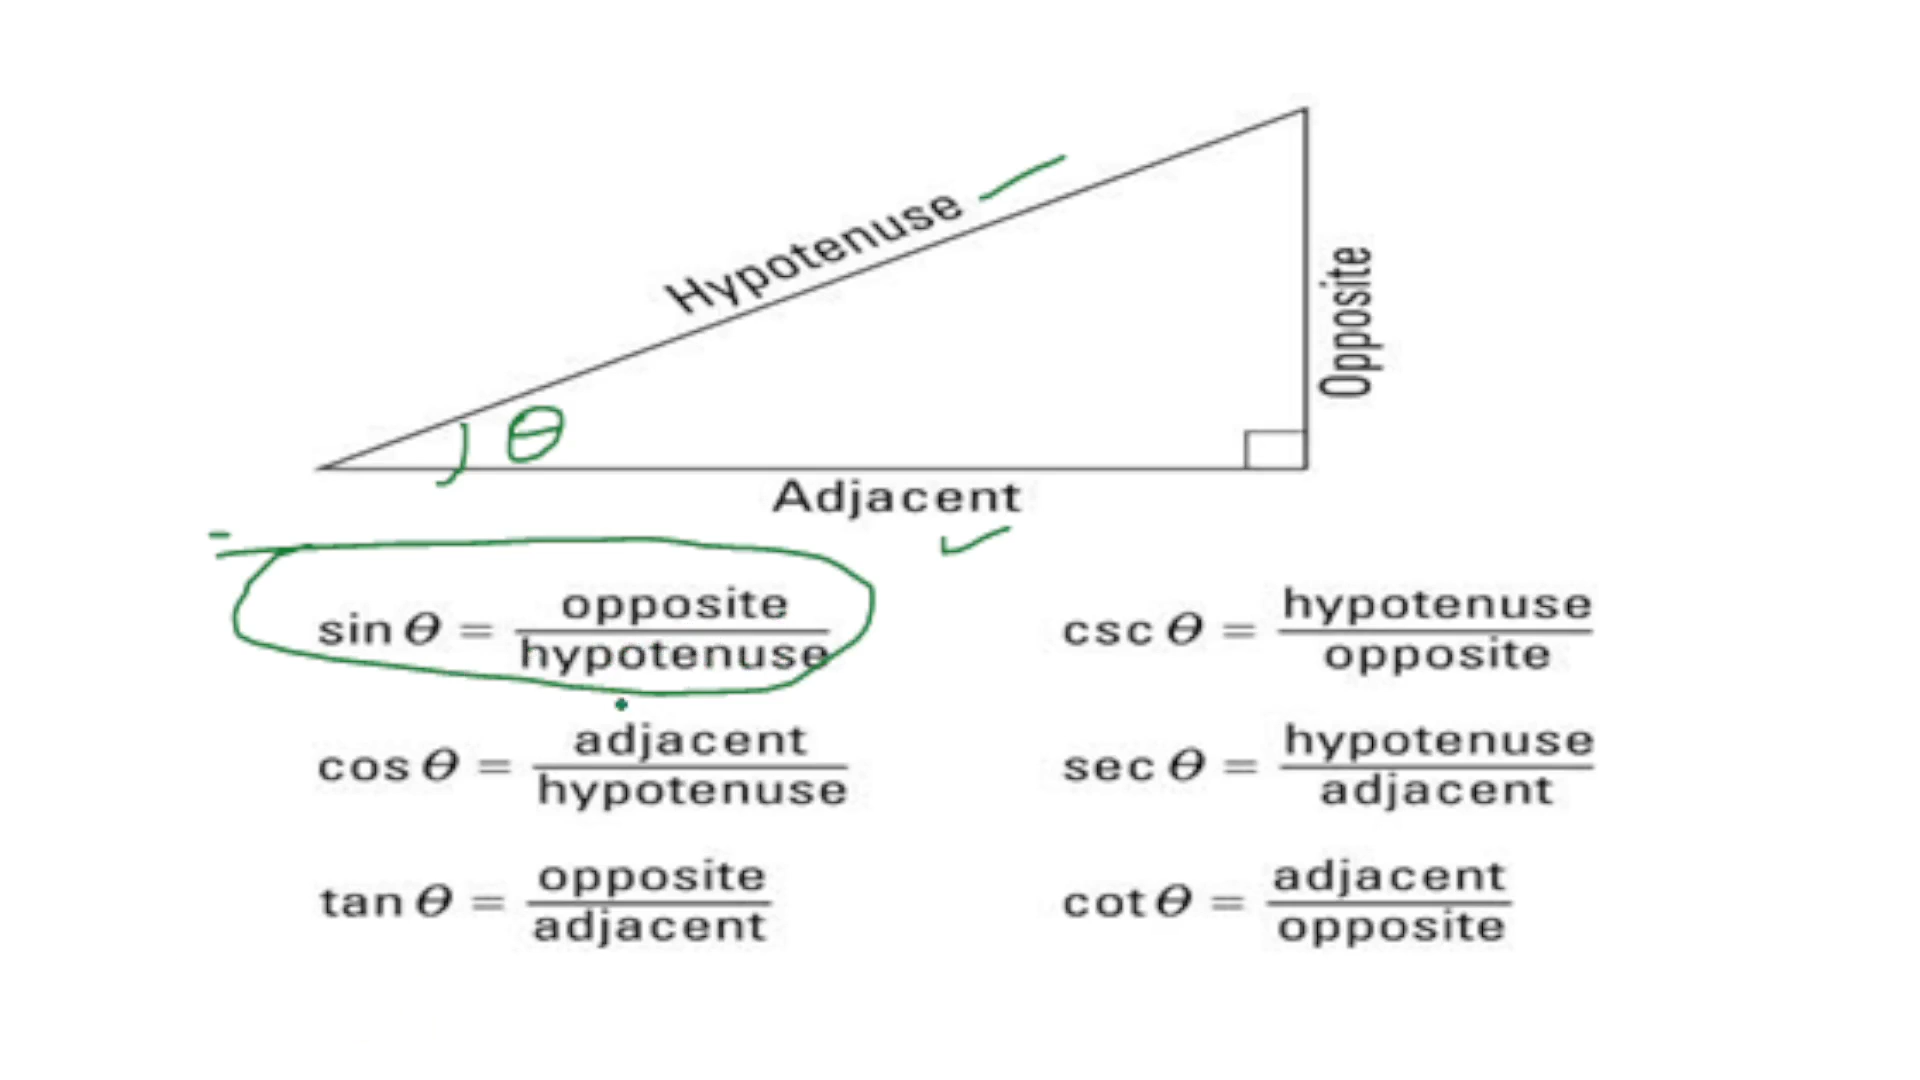 Hypotenuse
Opposite
θ
Adjacent
sin θ = opposite / hypotenuse
csc θ = hypotenuse / opposite
cos θ = adjacent / hypotenuse
sec θ = hypotenuse / adjacent
tan θ = opposite / adjacent
cot θ = adjacent / opposite